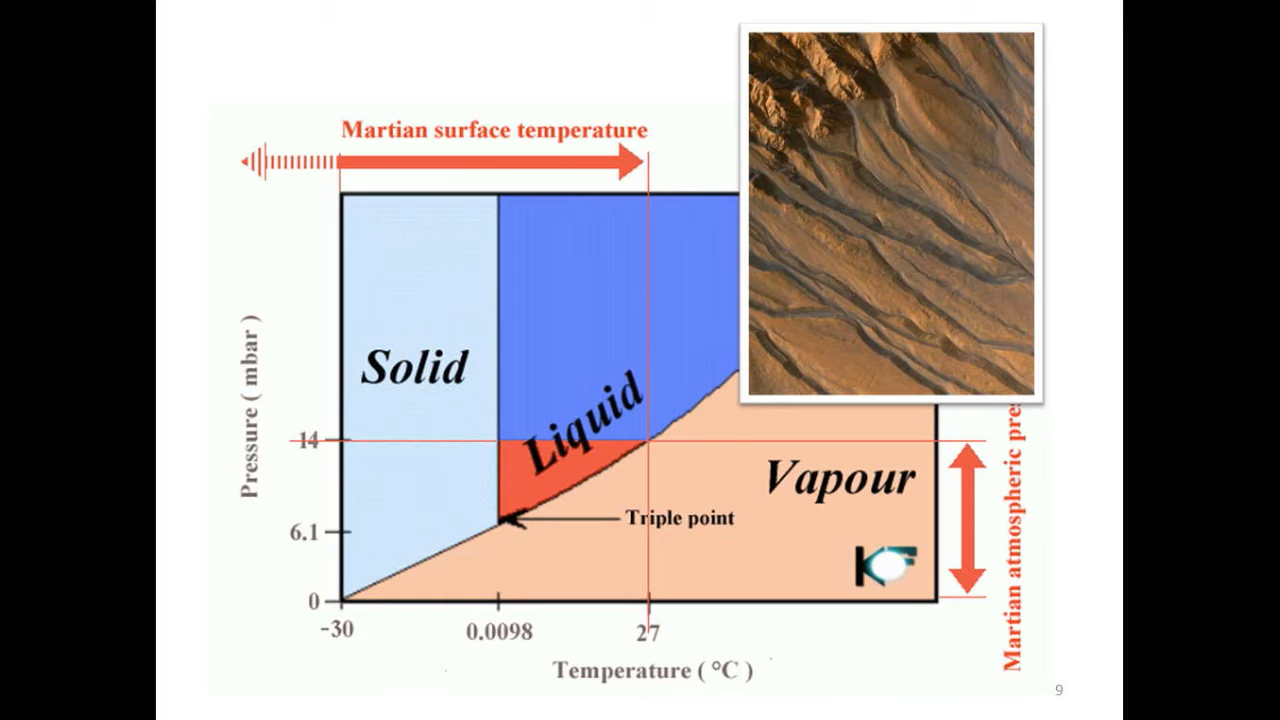 Martian surface temperature
Solid
Liquid
Vapour
Triple point
Pressure ( mbar )
14
6.1
0
-30
0.0098
27
Temperature ( °C )
Martian atmospheric
KF
9